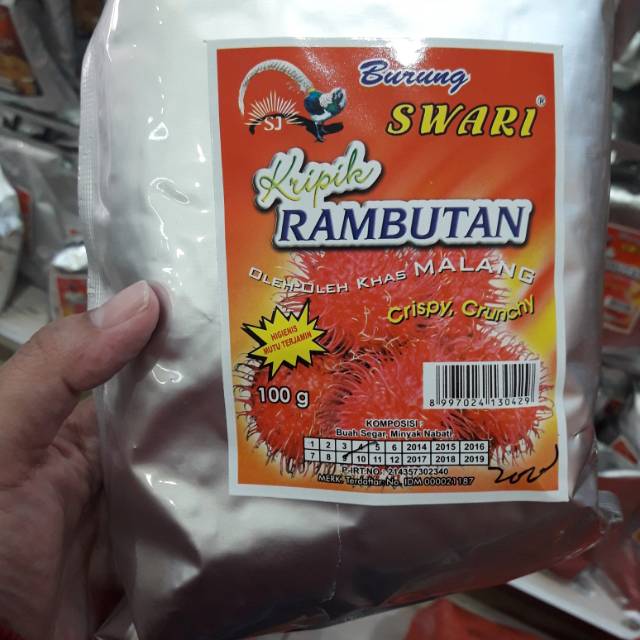 Burung
SWARI®
SJ
Kripik
RAMBUTAN
OLEH-OLEH KHAS MALANG
Crispy, Crunchy
HIGIENIS
MUTU TERJAMIN
100 g
8 997024 130429
KOMPOSISI :
Buah Segar, Minyak Nabati
1 2 3 4 5 6 2014 2015 2016
7 8 9 10 11 12 2017 2018 2019
P-IRT NO : 214357302340
MERK. Terdaftar. No. IDM 000021187